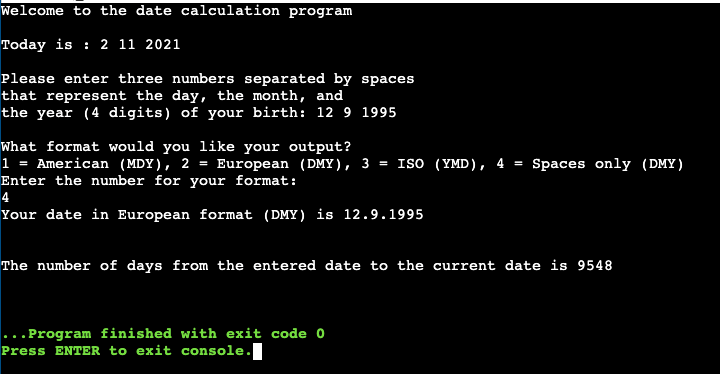 Welcome to the date calculation program
Today is : 2 11 2021
Please enter three numbers separated by spaces
that represent the day, the month, and
the year (4 digits) of your birth: 12 9 1995
What format would you like your output?
1 = American (MDY), 2 = European (DMY), 3 = ISO (YMD), 4 = Spaces only (DMY)
Enter the number for your format:
4
Your date in European format (DMY) is 12.9.1995
The number of days from the entered date to the current date is 9548
...Program finished with exit code 0
Press ENTER to exit console.